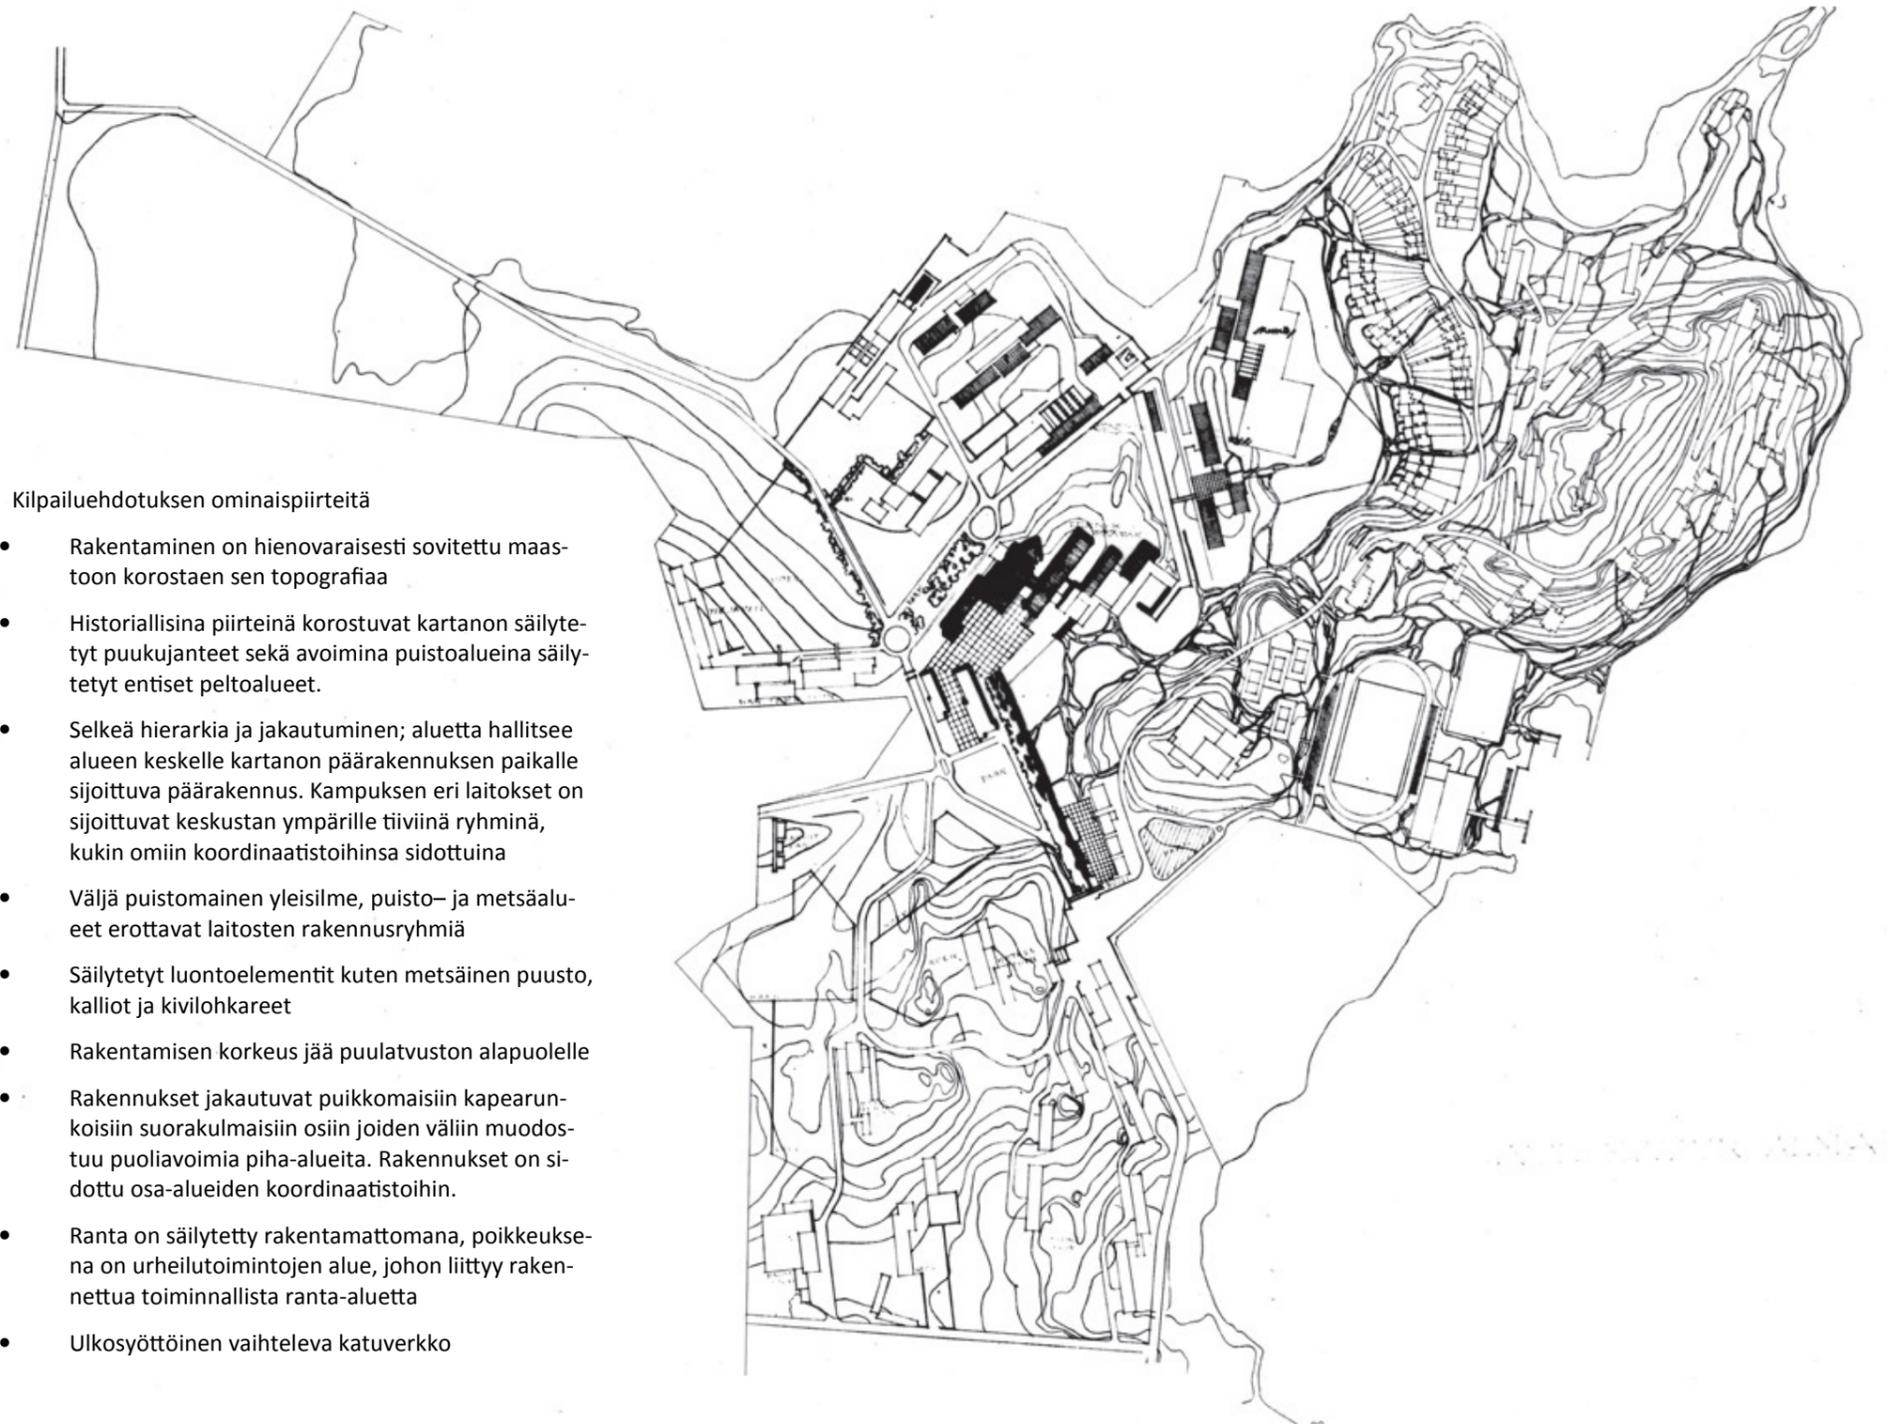 Kilpailuehdotuksen ominaispiirteitä
• Rakentaminen on hienovaraisesti sovitettu maas-
toon korostaen sen topografiaa
• Historiallisina piirteinä korostuvat kartanon säilyte-
tyt puukujanteet sekä avoimina puistoalueina säily-
tetyt entiset peltoalueet.
• Selkeä hierarkia ja jakautuminen; aluetta hallitsee
alueen keskelle kartanon päärakennuksen paikalle
sijoittuva päärakennus. Kampuksen eri laitokset on
sijoittuvat keskustan ympärille tiiviinä ryhminä,
kukin omiin koordinaatistoihinsa sidottuina
• Väljä puistomainen yleisilme, puisto– ja metsäalu-
eet erottavat laitosten rakennusryhmiä
• Säilytetyt luontoelementit kuten metsäinen puusto,
kalliot ja kivilohkareet
• Rakentamisen korkeus jää puulatvuston alapuolelle
• Rakennukset jakautuvat puikkomaisiin kapearun-
koisiin suorakulmaisiin osiin joiden väliin muodos-
tuu puoliavoimia piha-alueita. Rakennukset on si-
dottu osa-alueiden koordinaatistoihin.
• Ranta on säilytetty rakentamattomana, poikkeukse-
na on urheilutoimintojen alue, johon liittyy raken-
nettua toiminnallista ranta-aluetta
• Ulkosyöttöinen vaihteleva katuverkko